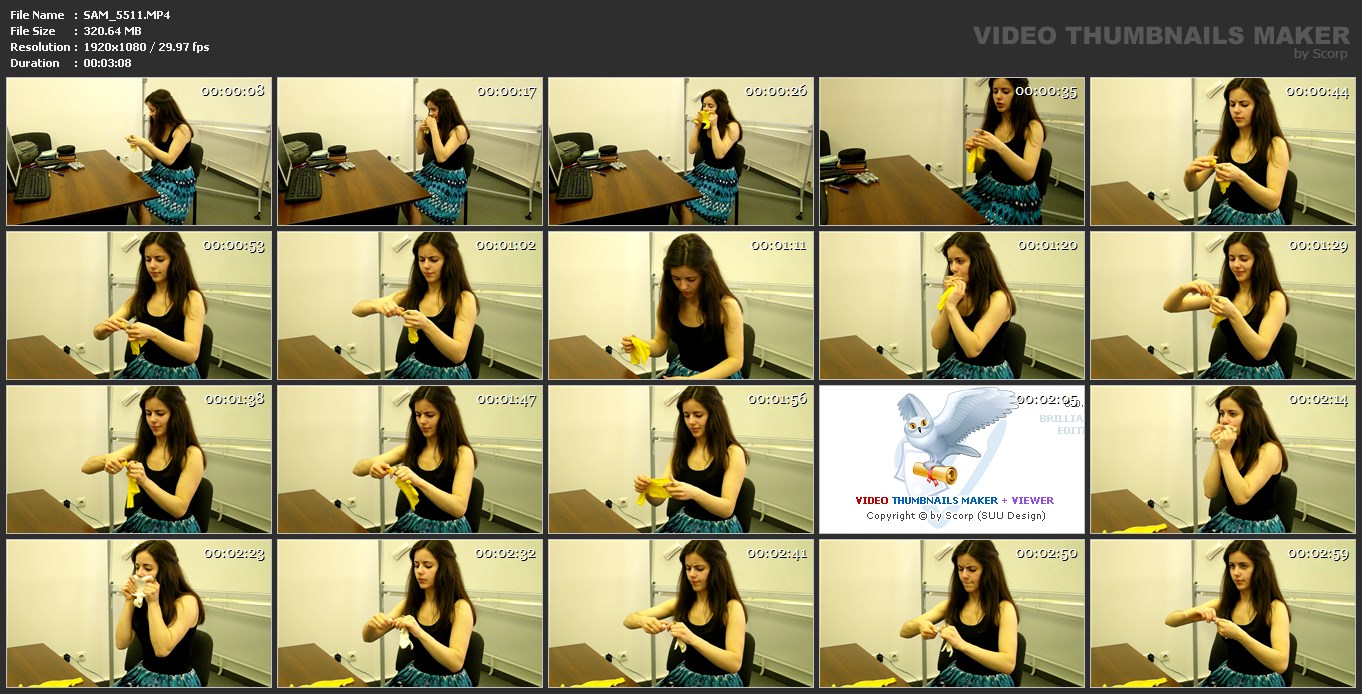 File Name : SAM_5511.MP4
File Size : 320.64 MB
Resolution : 1920x1080 / 29.97 fps
Duration : 00:03:08
VIDEO THUMBNAILS MAKER
by Scorp
00:00:08
00:00:17
00:00:26
00:00:35
00:00:44
00:00:53
00:01:02
00:01:11
00:01:20
00:01:29
00:01:38
00:01:47
00:01:56
00:02:05
BRILLIA
EDIT
VIDEO THUMBNAILS MAKER + VIEWER
Copyright © by Scorp (SUU Design)
00:02:14
00:02:23
00:02:32
00:02:41
00:02:50
00:02:59